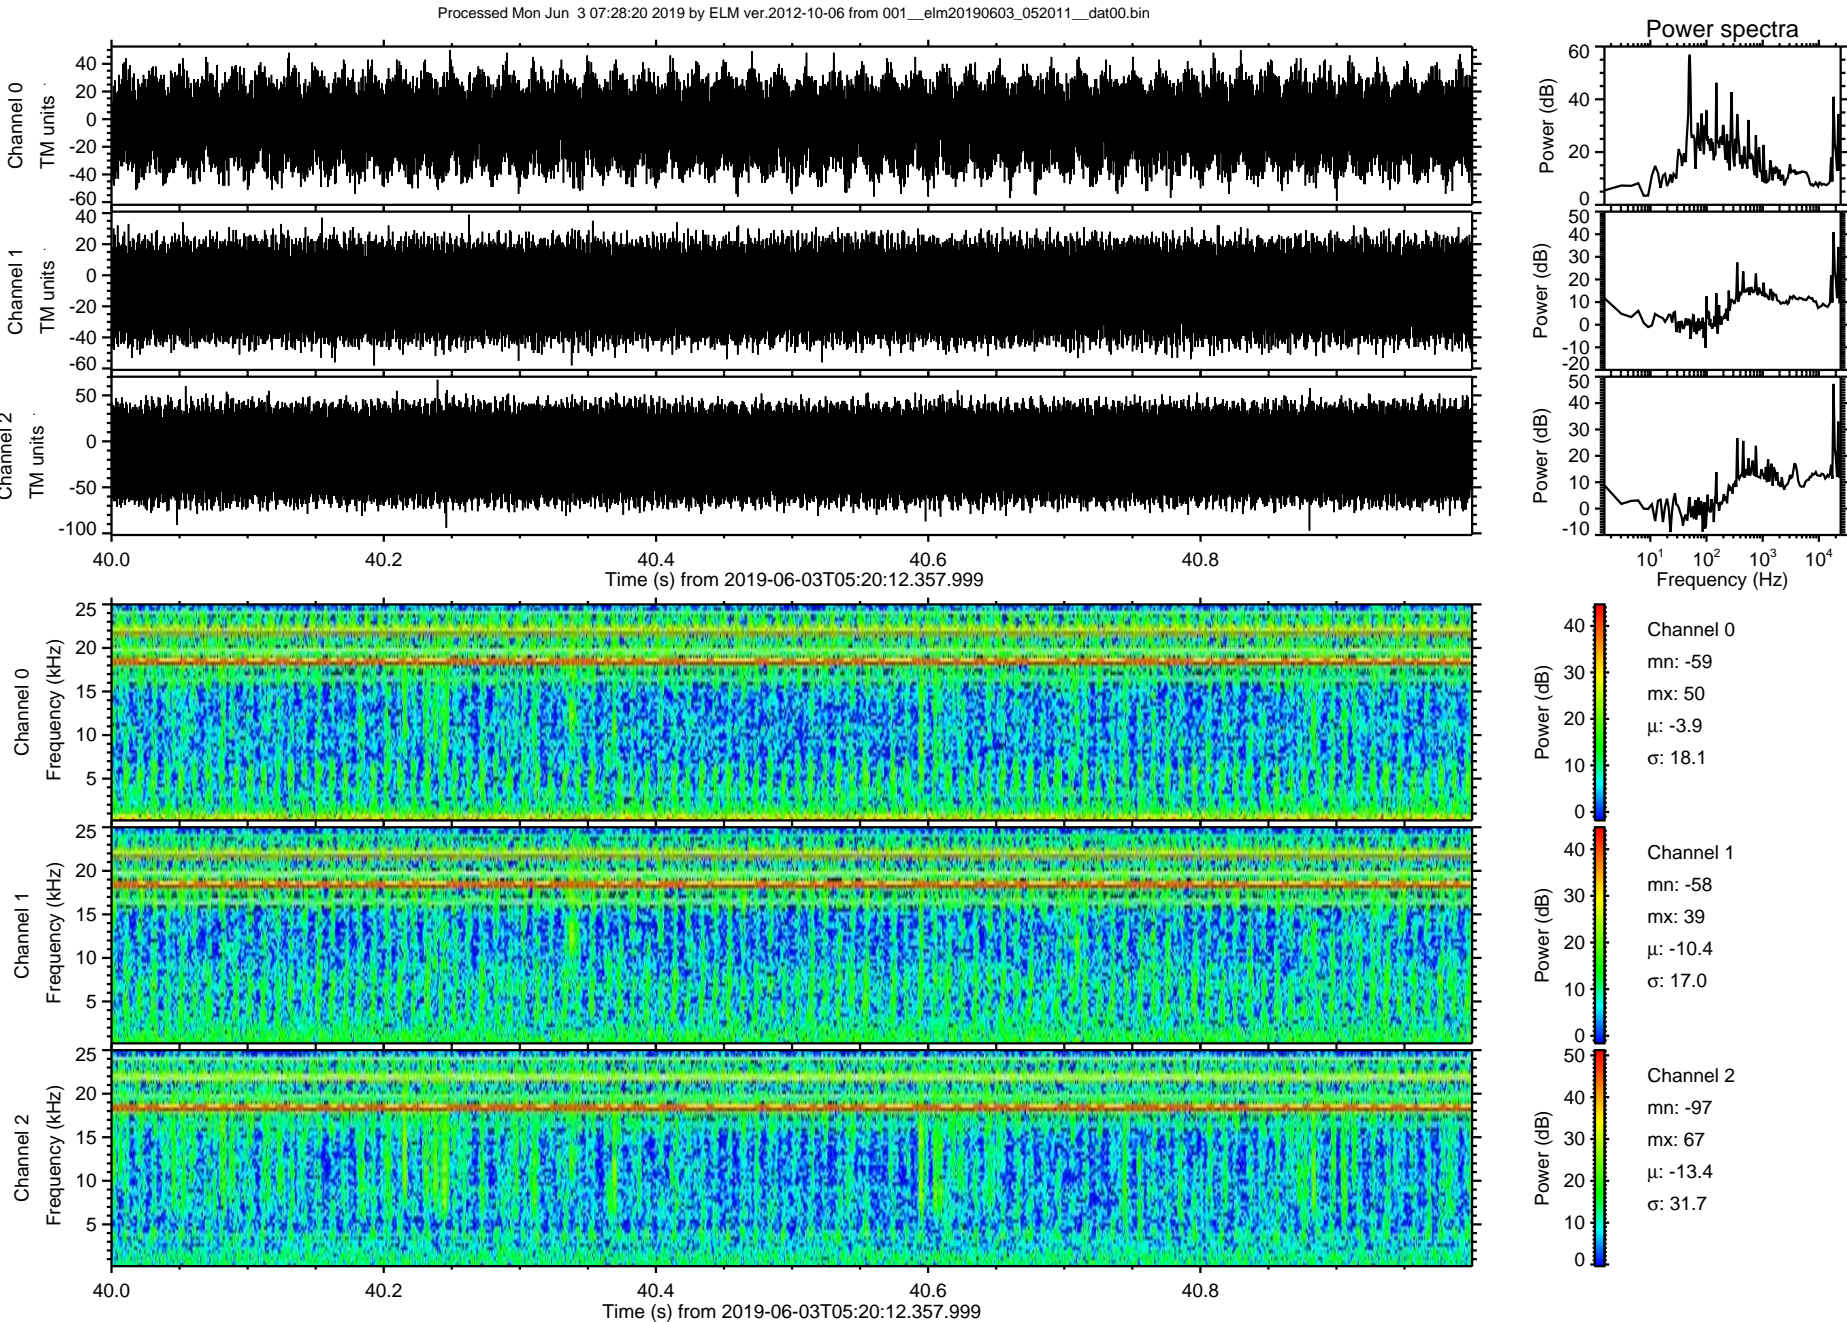 Processed Mon Jun  3 07:28:20 2019 by ELM ver.2012-10-06 from 001__elm20190603_052011__dat00.bin
Power spectra
Channel 0
TM units
40
20
0
-20
-40
-60
Power (dB)
60
40
20
0
Channel 1
TM units
40
20
0
-20
-40
-60
Power (dB)
50
40
30
20
10
0
-10
-20
Channel 2
TM units
50
0
-50
-100
Power (dB)
50
40
30
20
10
0
-10
40.0 40.2 40.4 40.6 40.8
Time (s) from 2019-06-03T05:20:12.357.999
10^1 10^2 10^3 10^4
Frequency (Hz)
Channel 0
Frequency (kHz)
25
20
15
10
5
Power (dB)
40
30
20
10
0
Channel 0
mn: -59
mx: 50
μ: -3.9
σ: 18.1
Channel 1
Frequency (kHz)
25
20
15
10
5
Power (dB)
40
30
20
10
0
Channel 1
mn: -58
mx: 39
μ: -10.4
σ: 17.0
Channel 2
Frequency (kHz)
25
20
15
10
5
Power (dB)
50
40
30
20
10
0
Channel 2
mn: -97
mx: 67
μ: -13.4
σ: 31.7
40.0 40.2 40.4 40.6 40.8
Time (s) from 2019-06-03T05:20:12.357.999